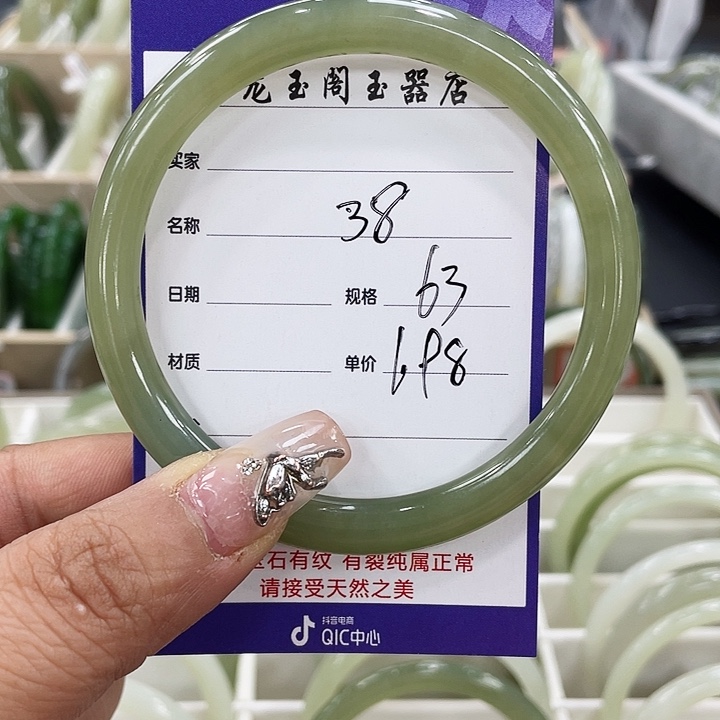 龙玉阁玉器店
买家
名称 38
日期 规格 63
材质 单价 1.98
玉石有纹 有裂纯属正常
请接受天然之美
抖音电商
QIC中心